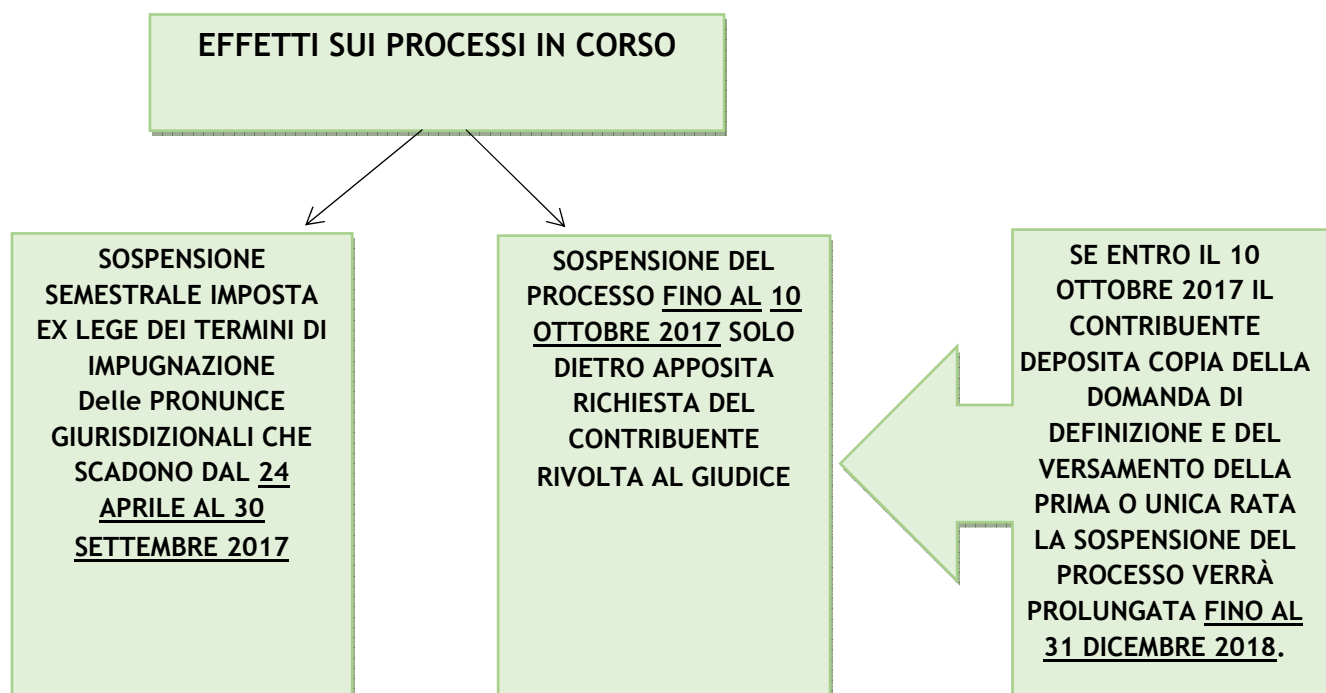 EFFETTI SUI PROCESSI IN CORSO
SOSPENSIONE
SEMESTRALE IMPOSTA
EX LEGE DEI TERMINI DI
IMPUGNAZIONE
Delle PRONUNCE
GIURISDIZIONALI CHE
SCADONO DAL 24
APRILE AL 30
SETTEMBRE 2017
SOSPENSIONE DEL
PROCESSO FINO AL 10
OTTOBRE 2017 SOLO
DIETRO APPOSITA
RICHIESTA DEL
CONTRIBUENTE
RIVOLTA AL GIUDICE
SE ENTRO IL 10
OTTOBRE 2017 IL
CONTRIBUENTE
DEPOSITA COPIA DELLA
DOMANDA DI
DEFINIZIONE E DEL
VERSAMENTO DELLA
PRIMA O UNICA RATA
LA SOSPENSIONE DEL
PROCESSO VERRÀ
PROLUNGATA FINO AL
31 DICEMBRE 2018.